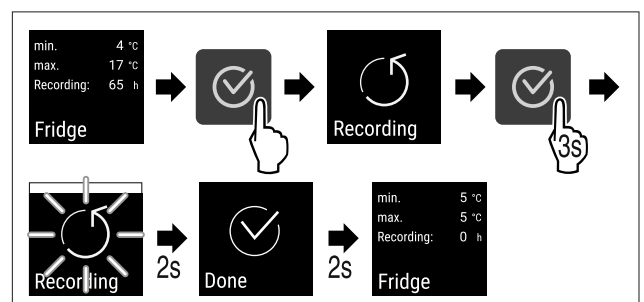 min. 4 °C
max. 17 °C
Recording: 65 h
Fridge
Recording
3s
Recording
2s
Done
2s
min. 5 °C
max. 5 °C
Recording: 0 h
Fridge